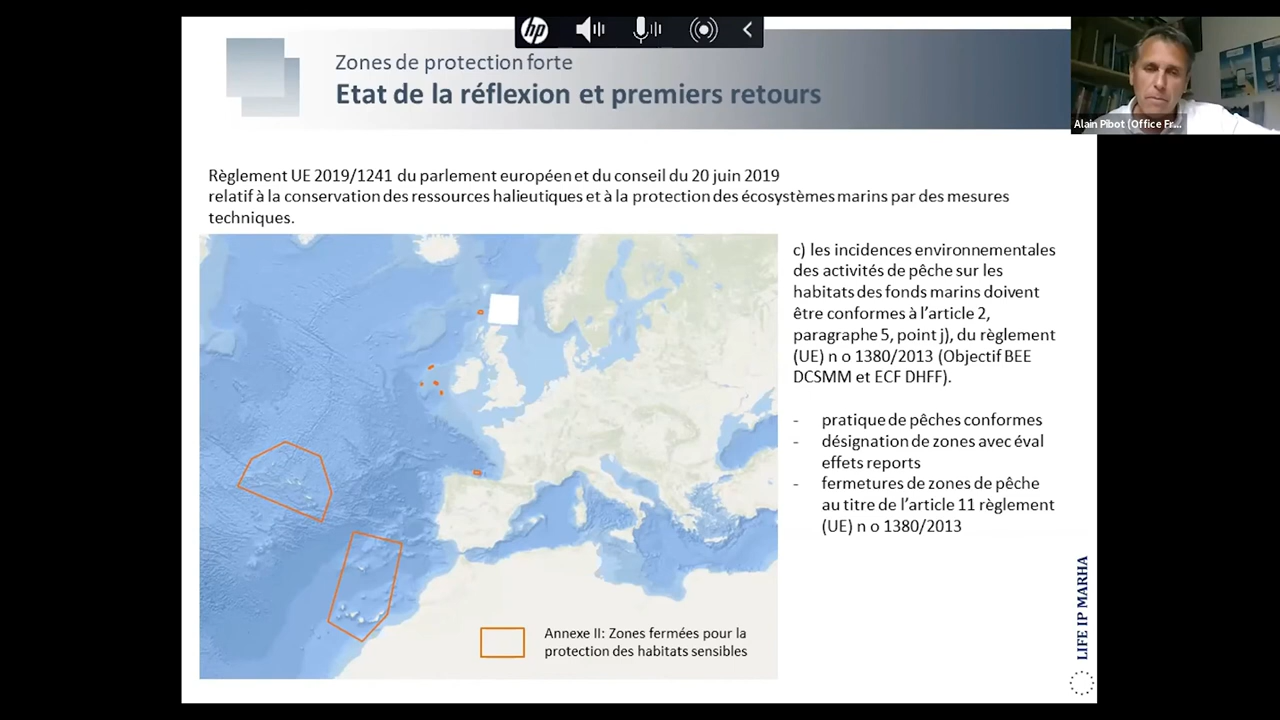 hp
Zones de protection forte
Etat de la réflexion et premiers retours
Alain Pibot (Office Fr...
Règlement UE 2019/1241 du parlement européen et du conseil du 20 juin 2019
relatif à la conservation des ressources halieutiques et à la protection des écosystèmes marins par des mesures
techniques.
c) les incidences environnementales
des activités de pêche sur les
habitats des fonds marins doivent
être conformes à l'article 2,
paragraphe 5, point j), du règlement
(UE) n o 1380/2013 (Objectif BEE
DCSMM et ECF DHFF).
- pratique de pêches conformes
- désignation de zones avec éval
effets reports
- fermetures de zones de pêche
au titre de l'article 11 règlement
(UE) n o 1380/2013
Annexe II: Zones fermées pour la
protection des habitats sensibles
LIFE IP MARHA